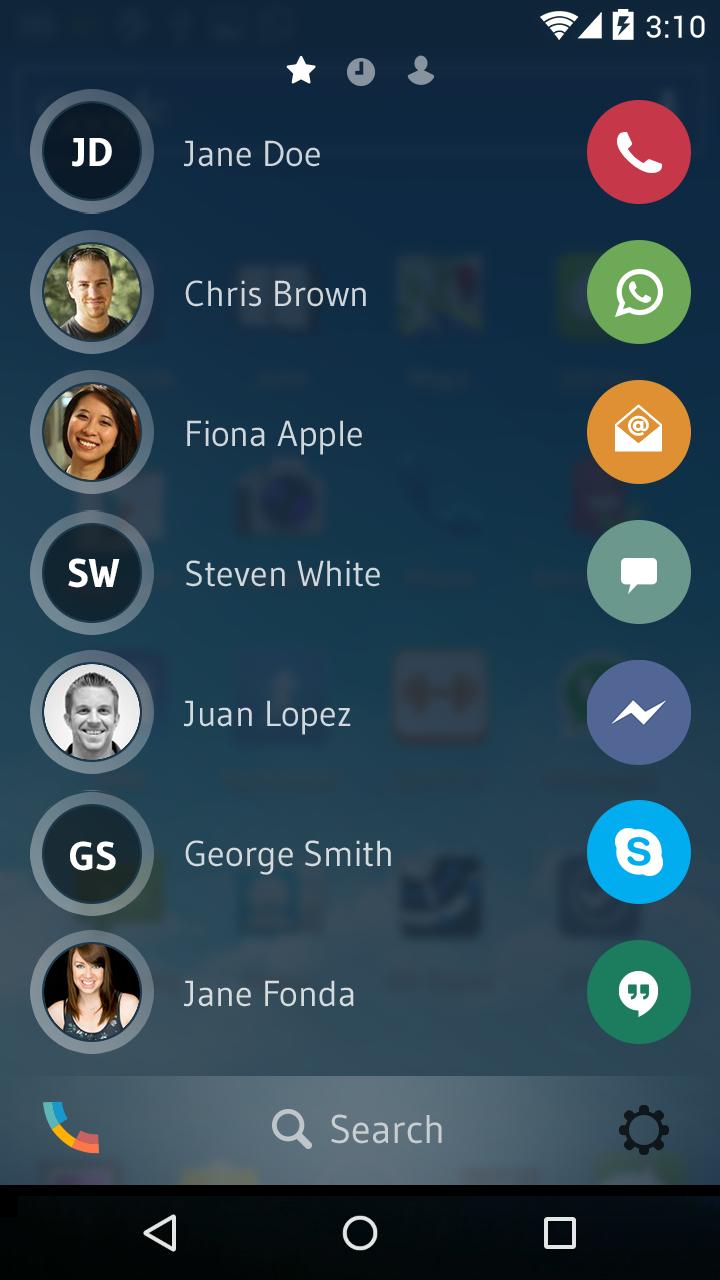 3:10
JD Jane Doe
Chris Brown
Fiona Apple
SW Steven White
Juan Lopez
GS George Smith
Jane Fonda
Search